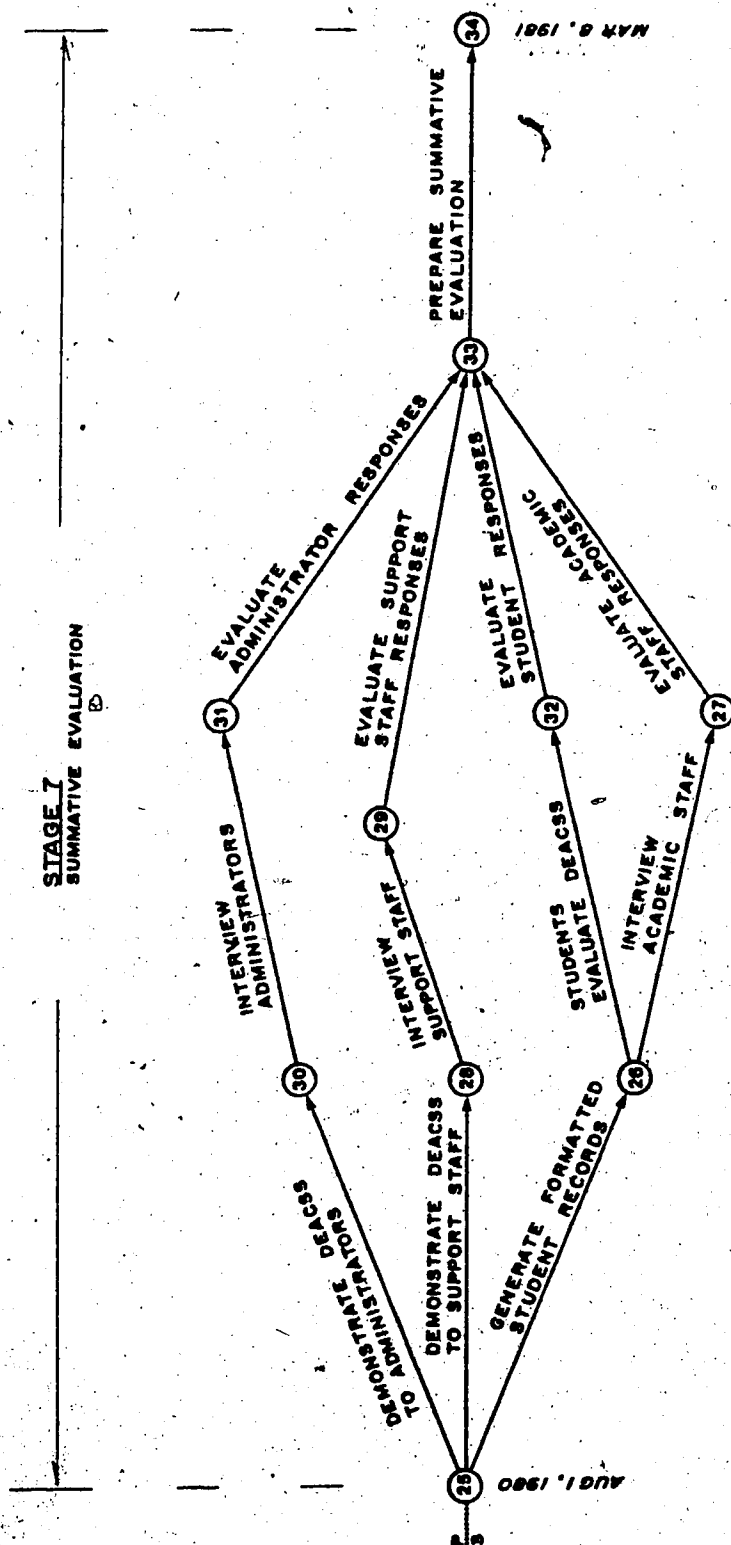 STAGE 7
SUMMATIVE EVALUATION
DEMONSTRATE DEACSS
TO ADMINISTRATORS
INTERVIEW
ADMINISTRATORS
EVALUATE
ADMINISTRATOR RESPONSES
30
31
DEMONSTRATE DEACSS
TO SUPPORT STAFF
INTERVIEW
SUPPORT STAFF
EVALUATE SUPPORT
STAFF RESPONSES
28
29
25
AUG 1, 1980
GENERATE FORMATTED
STUDENT RECORDS
26
STUDENTS
EVALUATE DEACSS
32
EVALUATE
STUDENT RESPONSES
INTERVIEW
ACADEMIC STAFF
27
EVALUATE ACADEMIC
STAFF RESPONSES
33
PREPARE SUMMATIVE
EVALUATION
34
MAR 8, 1981